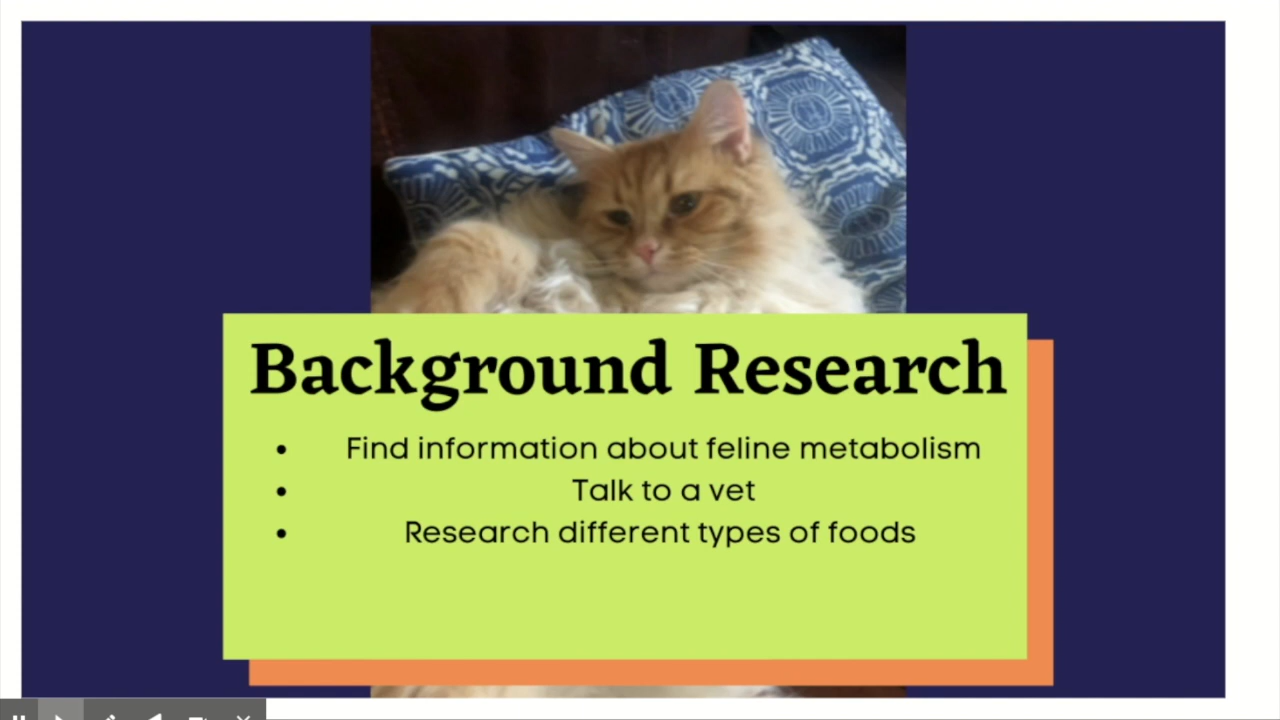 Background Research
• Find information about feline metabolism
• Talk to a vet
• Research different types of foods